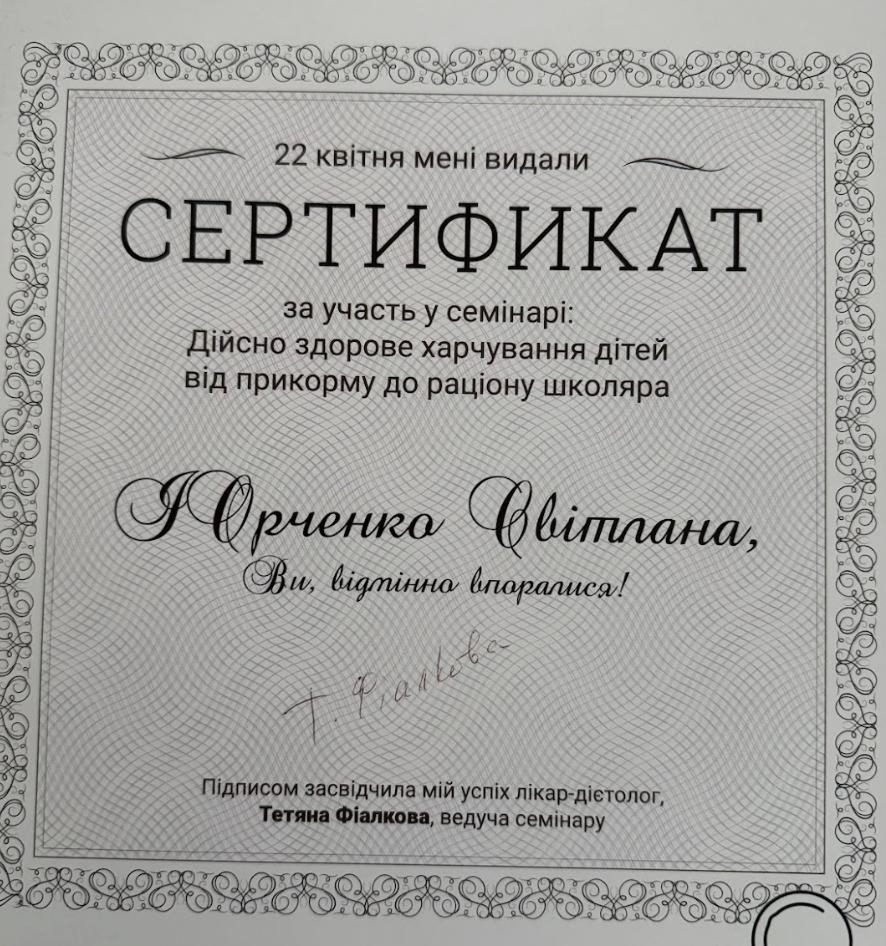 22 квітня мені видали
СЕРТИФИКАТ
за участь у семінарі:
Дійсно здорове харчування дітей
від прикорму до раціону школяра
Юрченко Світлана,
Ви, відмінно впоралися!
Т. Фіалкова
Підписом засвідчила мій успіх лікар-дієтолог,
Тетяна Фіалкова, ведуча семінару